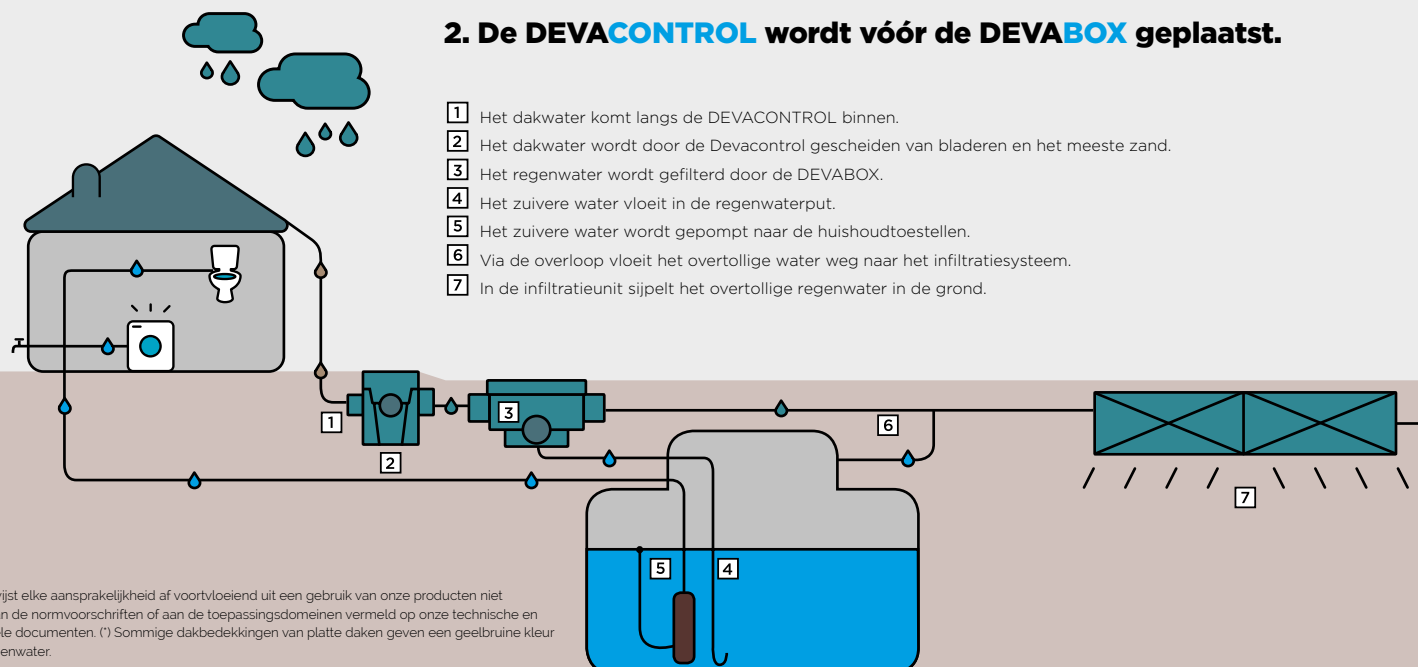 2. De DEVACONTROL wordt vóór de DEVABOX geplaatst.
1 Het dakwater komt langs de DEVACONTROL binnen.
2 Het dakwater wordt door de Devacontrol gescheiden van bladeren en het meeste zand.
3 Het regenwater wordt gefilterd door de DEVABOX.
4 Het zuivere water vloeit in de regenwaterput.
5 Het zuivere water wordt gepompt naar de huishoudtoestellen.
6 Via de overloop vloeit het overtollige water weg naar het infiltratiesysteem.
7 In de infiltratieunit sijpelt het overtollige regenwater in de grond.
1
2
3
6
7
5
4
elke aansprakelijkheid af voortvloeiend uit een gebruik van onze producten niet
de normvoorschriften of aan de toepassingsdomeinen vermeld op onze technische en
documenten. (*) Sommige dakbedekkingen van platte daken geven een geelbruine kleur